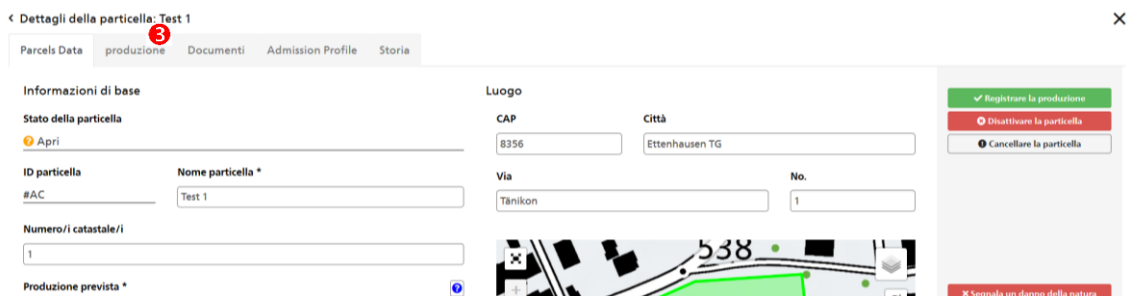 Dettagli della particella: Test 1
3
Parcels Data produzione Documenti Admission Profile Storia
Informazioni di base
Stato della particella
Apri
ID particella Nome particella *
#AC Test 1
Numero/i catastale/i
1
Produzione prevista *
Luogo
CAP Città
8356 Ettenhausen TG
Via No.
Tänikon 1
538
Registrare la produzione
Disattivare la particella
Cancellare la particella
Segnala un danno della natura